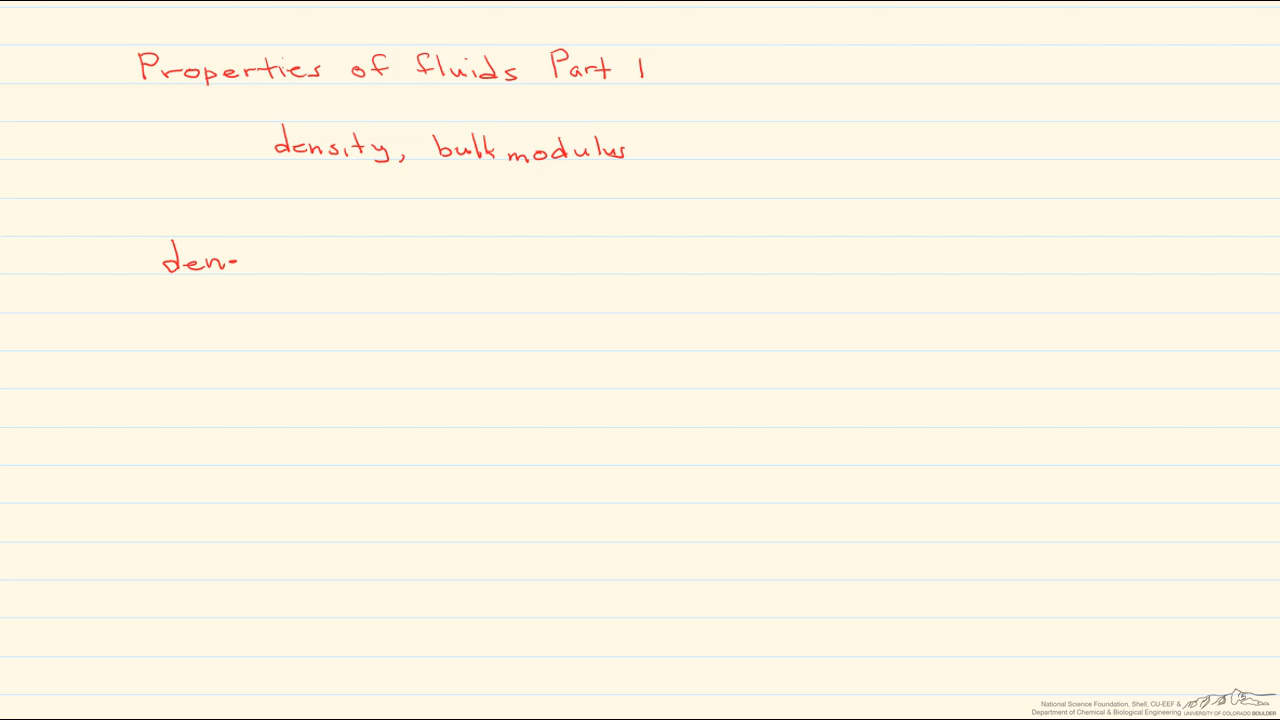 Properties of fluids Part 1
density, bulk modulus
den
National Science Foundation, Shell, CU-EEF &
Department of Chemical & Biological Engineering UNIVERSITY OF COLORADO BOULDER